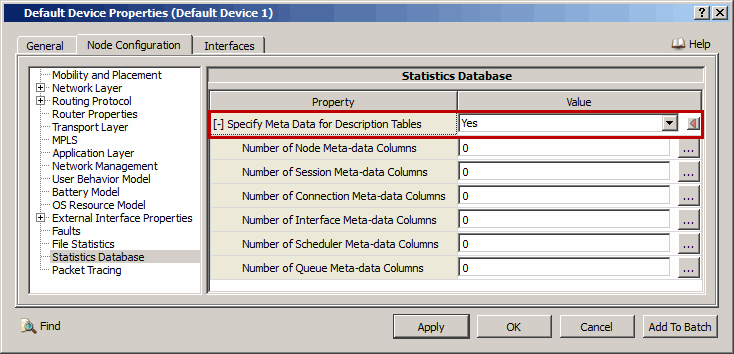 Default Device Properties (Default Device 1)
General Node Configuration Interfaces Help
Mobility and Placement
Network Layer
Routing Protocol
Router Properties
Transport Layer
MPLS
Application Layer
Network Management
User Behavior Model
Battery Model
OS Resource Model
External Interface Properties
Faults
File Statistics
Statistics Database
Packet Tracing
Statistics Database
Property Value
[-] Specify Meta Data for Description Tables Yes
Number of Node Meta-data Columns 0 ...
Number of Session Meta-data Columns 0 ...
Number of Connection Meta-data Columns 0 ...
Number of Interface Meta-data Columns 0 ...
Number of Scheduler Meta-data Columns 0 ...
Number of Queue Meta-data Columns 0 ...
Find Apply OK Cancel Add To Batch